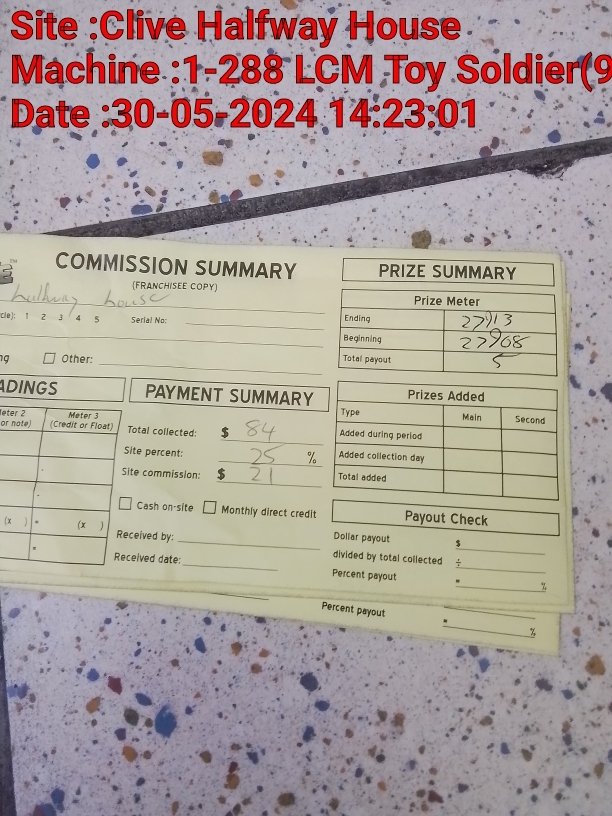 Site :Clive Halfway House
Machine :1-288 LCM Toy Soldier(9
Date :30-05-2024 14:23:01
COMMISSION SUMMARY
(FRANCHISEE COPY)
house
cle): 1 2 3 4 5 Serial No:
ng Other:
ADINGS
Meter 2 Meter 3
or note) (Credit or Float)
(x ) = (x )
=
PAYMENT SUMMARY
Total collected: $ 84
Site percent: 25 %
Site commission: $ 21
Cash on-site Monthly direct credit
Received by:
Received date:
PRIZE SUMMARY
Prize Meter
Ending 27913
Beginning 27908
Total payout 5
Prizes Added
Type Main Second
Added during period
Added collection day
Total added
Payout Check
Dollar payout $
divided by total collected ÷
Percent payout = %
Percent payout = %